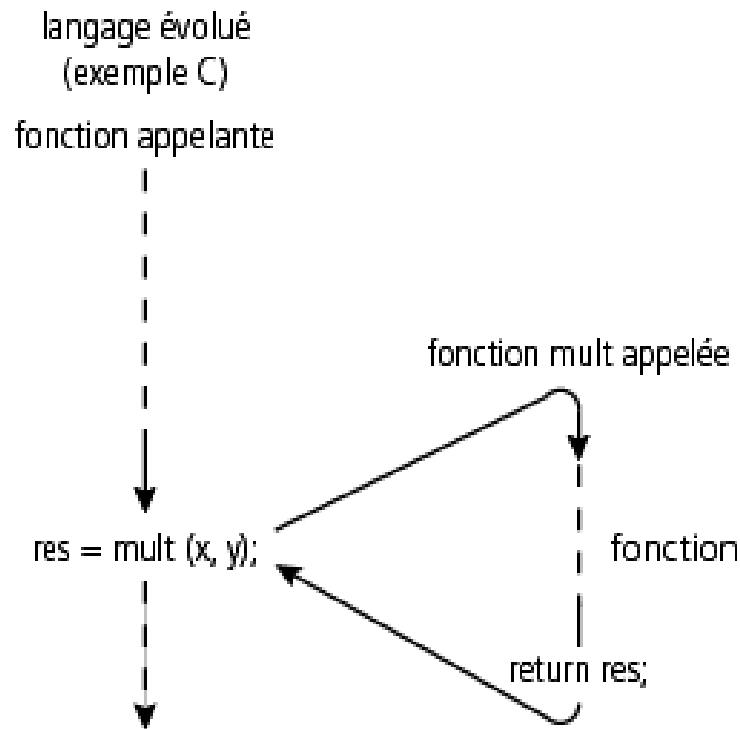 langage évolué
(exemple C)
fonction appelante
fonction mult appelée
res = mult (x, y);
fonction
return res;